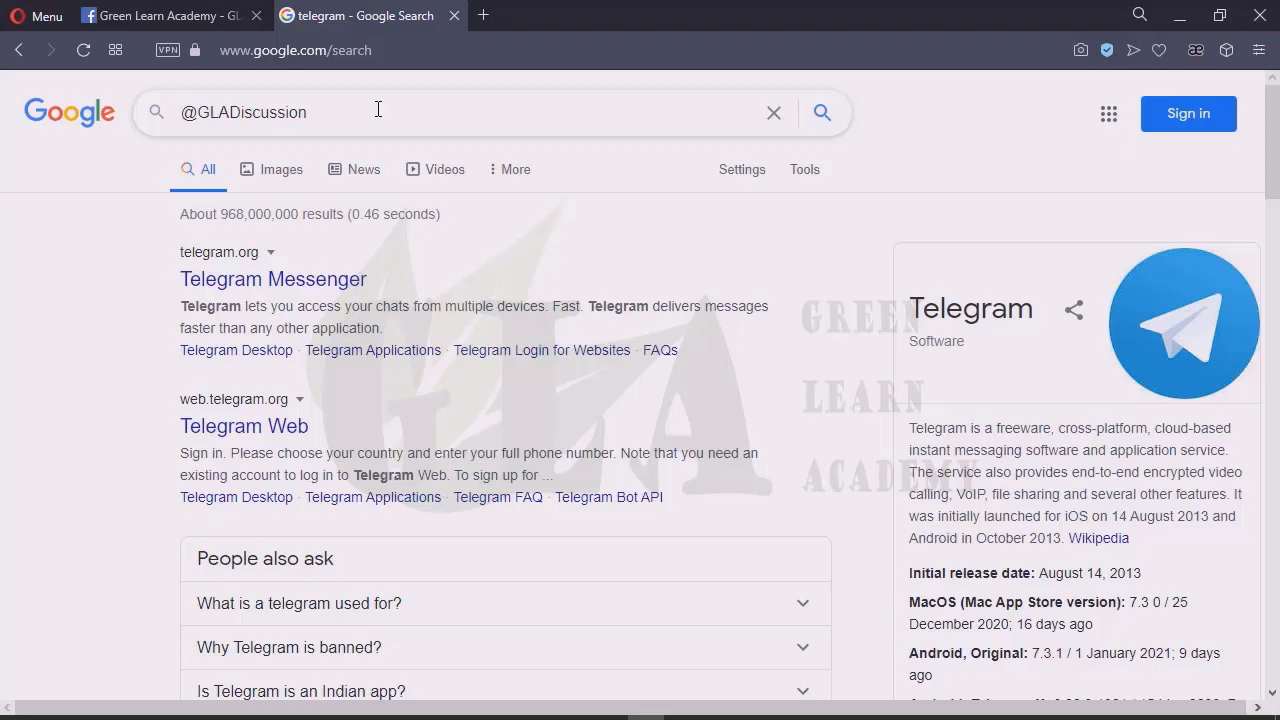 Menu
Green Learn Academy - GL
telegram - Google Search
VPN
www.google.com/search
Google
@GLADiscussion
Sign in
All
Images
News
Videos
More
Settings
Tools
About 968,000,000 results (0.46 seconds)
telegram.org
Telegram Messenger
Telegram lets you access your chats from multiple devices. Fast. Telegram delivers messages
faster than any other application.
Telegram Desktop · Telegram Applications · Telegram Login for Websites · FAQs
web.telegram.org
Telegram Web
Sign in. Please choose your country and enter your full phone number. Note that you need an
existing account to log in to Telegram Web. To sign up for ...
Telegram Desktop · Telegram Applications · Telegram FAQ · Telegram Bot API
People also ask
What is a telegram used for?
Why Telegram is banned?
Is Telegram is an Indian app?
Telegram
Software
Telegram is a freeware, cross-platform, cloud-based
instant messaging software and application service.
The service also provides end-to-end encrypted video
calling, VoIP, file sharing and several other features. It
was initially launched for iOS on 14 August 2013 and
Android in October 2013. Wikipedia
Initial release date: August 14, 2013
MacOS (Mac App Store version): 7.3 0 / 25
December 2020; 16 days ago
Android, Original: 7.3.1 / 1 January 2021; 9 days
ago
GLA
GREEN
LEARN
ACADEMY